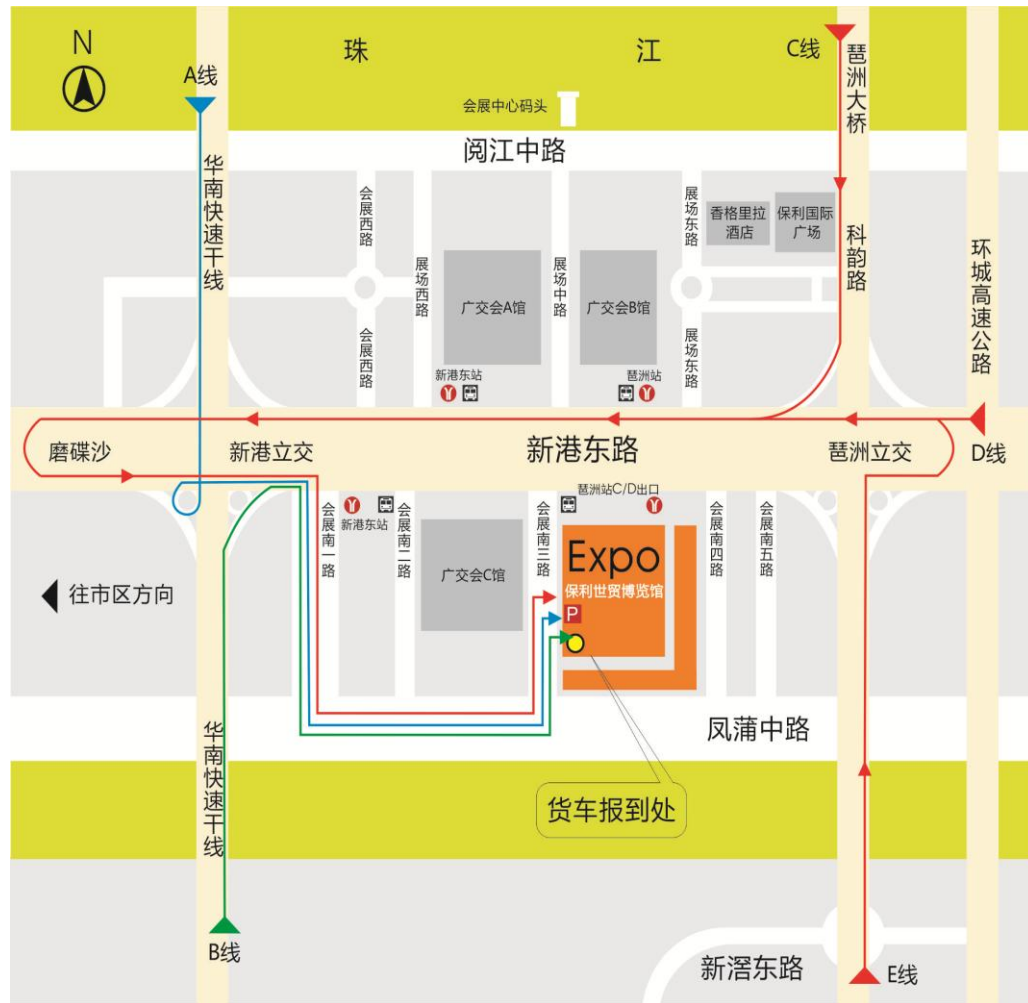 N
珠 江
A线
C线
琶洲大桥
会展中心码头
阅江中路
华南快速干线
会展西路
展场西路
展场中路
展场东路
香格里拉
酒店
保利国际
广场
科韵路
环城高速公路
广交会A馆
广交会B馆
会展西路
展场东路
新港东站
琶洲站
磨碟沙
新港立交
新港东路
琶洲立交
D线
琶洲站C/D出口
新港东站
会展南一路
会展南二路
会展南三路
会展南四路
会展南五路
广交会C馆
Expo
保利世贸博览馆
P
往市区方向
凤蒲中路
华南快速干线
货车报到处
B线
新滘东路
E线